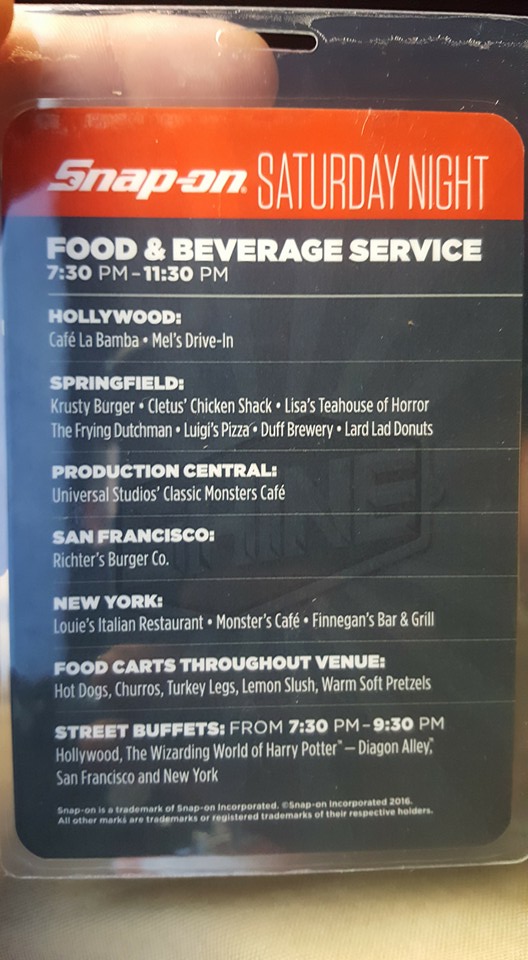 Snap-on® SATURDAY NIGHT
FOOD & BEVERAGE SERVICE
7:30 PM – 11:30 PM
HOLLYWOOD:
Café La Bamba • Mel's Drive-In
SPRINGFIELD:
Krusty Burger • Cletus' Chicken Shack • Lisa's Teahouse of Horror
The Frying Dutchman • Luigi's Pizza • Duff Brewery • Lard Lad Donuts
PRODUCTION CENTRAL:
Universal Studios' Classic Monsters Café
SAN FRANCISCO:
Richter's Burger Co.
NEW YORK:
Louie's Italian Restaurant • Monster's Café • Finnegan's Bar & Grill
FOOD CARTS THROUGHOUT VENUE:
Hot Dogs, Churros, Turkey Legs, Lemon Slush, Warm Soft Pretzels
STREET BUFFETS: FROM 7:30 PM – 9:30 PM
Hollywood, The Wizarding World of Harry Potter™ — Diagon Alley,™
San Francisco and New York
Snap-on is a trademark of Snap-on Incorporated. ©Snap-on Incorporated 2016.
All other marks are trademarks or registered trademarks of their respective holders.